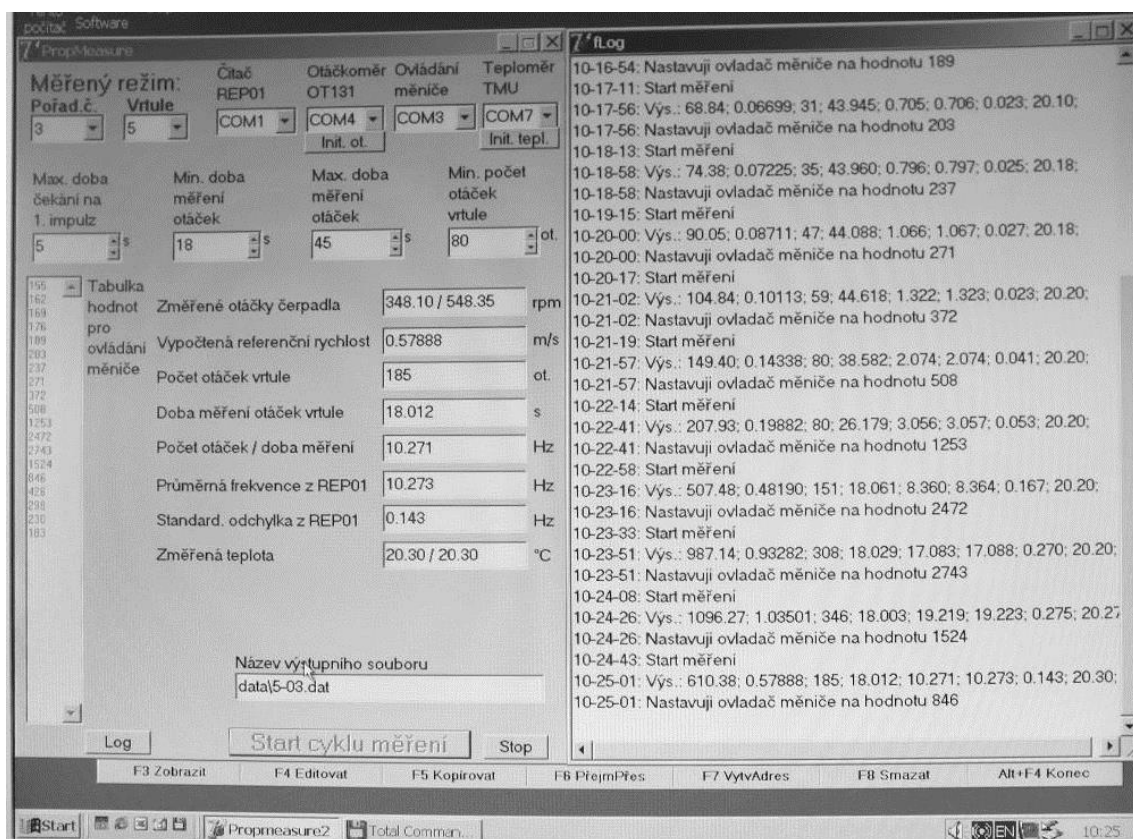 počítač Software
PropMeasure
Měřený režim:
Pořad.č. Vrtule
3 5
Čítač REP01
COM1
Otáčkoměr OT131
COM4
Init. ot.
Ovládání měniče
COM3
Teploměr TMU
COM7
Init. tepl.
Max. doba čekání na 1. impulz
5 s
Min. doba měření otáček
18 s
Max. doba měření otáček
45 s
Min. počet otáček vrtule
80 ot.
155
162
169
176
189
203
237
271
372
508
1253
2472
2743
1524
846
426
298
230
183
Tabulka hodnot pro ovládání měniče
Změřené otáčky čerpadla 348.10 / 548.35 rpm
Vypočtená referenční rychlost 0.57888 m/s
Počet otáček vrtule 185 ot.
Doba měření otáček vrtule 18.012 s
Počet otáček / doba měření 10.271 Hz
Průměrná frekvence z REP01 10.273 Hz
Standard. odchylka z REP01 0.143 Hz
Změřená teplota 20.30 / 20.30 °C
Název výstupního souboru
data\5-03.dat
Log Start cyklu měření Stop
fLog
10-16-54: Nastavuji ovladač měniče na hodnotu 189
10-17-11: Start měření
10-17-56: Výs.: 68.84; 0.06699; 31; 43.945; 0.705; 0.706; 0.023; 20.10;
10-17-56: Nastavuji ovladač měniče na hodnotu 203
10-18-13: Start měření
10-18-58: Výs.: 74.38; 0.07225; 35; 43.960; 0.796; 0.797; 0.025; 20.18;
10-18-58: Nastavuji ovladač měniče na hodnotu 237
10-19-15: Start měření
10-20-00: Výs.: 90.05; 0.08711; 47; 44.088; 1.066; 1.067; 0.027; 20.18;
10-20-00: Nastavuji ovladač měniče na hodnotu 271
10-20-17: Start měření
10-21-02: Výs.: 104.84; 0.10113; 59; 44.618; 1.322; 1.323; 0.023; 20.20;
10-21-02: Nastavuji ovladač měniče na hodnotu 372
10-21-19: Start měření
10-21-57: Výs.: 149.40; 0.14338; 80; 38.582; 2.074; 2.074; 0.041; 20.20;
10-21-57: Nastavuji ovladač měniče na hodnotu 508
10-22-14: Start měření
10-22-41: Výs.: 207.93; 0.19882; 80; 26.179; 3.056; 3.057; 0.053; 20.20;
10-22-41: Nastavuji ovladač měniče na hodnotu 1253
10-22-58: Start měření
10-23-16: Výs.: 507.48; 0.48190; 151; 18.061; 8.360; 8.364; 0.167; 20.20;
10-23-16: Nastavuji ovladač měniče na hodnotu 2472
10-23-33: Start měření
10-23-51: Výs.: 987.14; 0.93282; 308; 18.029; 17.083; 17.088; 0.270; 20.20;
10-23-51: Nastavuji ovladač měniče na hodnotu 2743
10-24-08: Start měření
10-24-26: Výs.: 1096.27; 1.03501; 346; 18.003; 19.219; 19.223; 0.275; 20.27
10-24-26: Nastavuji ovladač měniče na hodnotu 1524
10-24-43: Start měření
10-25-01: Výs.: 610.38; 0.57888; 185; 18.012; 10.271; 10.273; 0.143; 20.30;
10-25-01: Nastavuji ovladač měniče na hodnotu 846
F3 Zobrazit F4 Editovat F5 Kopírovat F6 PřejmPřes F7 VytvAdres F8 Smazat Alt+F4 Konec
Start Propmeasure2 Total Comman... EN 10:25